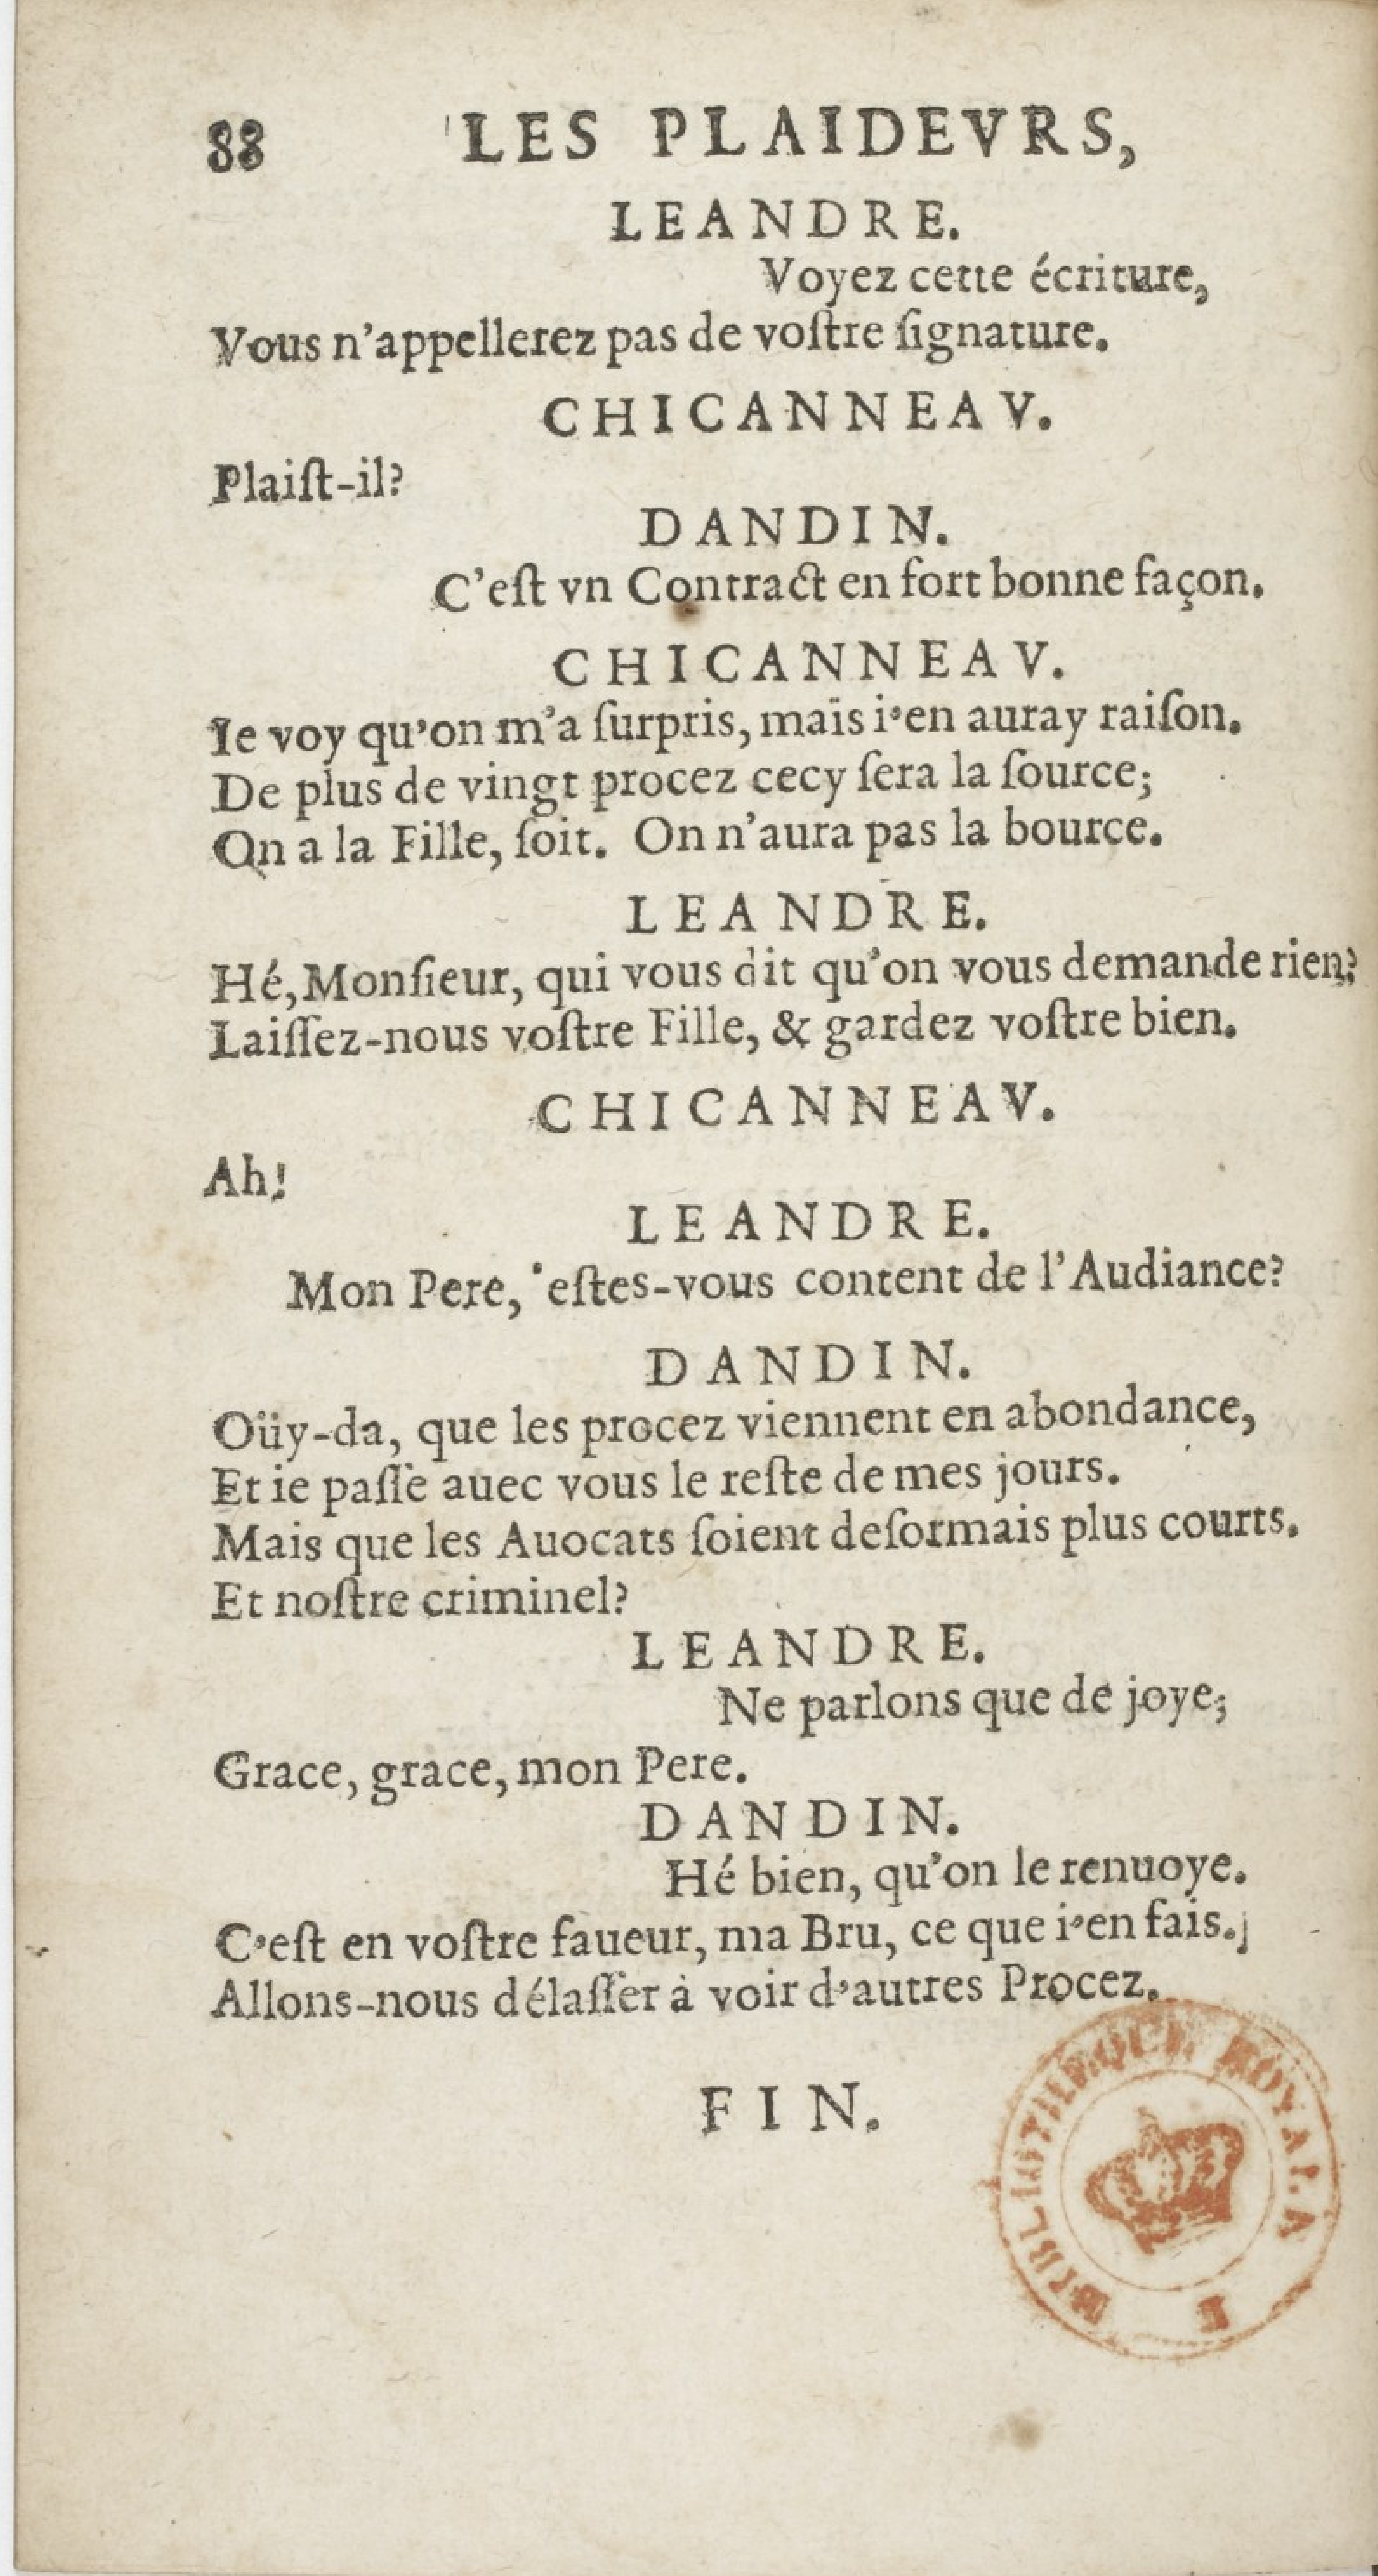 88 LES PLAIDEVRS,
LEANDRE.
Voyez cette écriture,
Vous n'appellerez pas de voſtre ſignature.
CHICANNEAV.
Plaiſt-il?
DANDIN.
C'eſt vn Contract en fort bonne façon.
CHICANNEAV.
Ie voy qu'on m'a ſurpris, mais i'en auray raiſon.
De plus de vingt procez cecy ſera la ſource;
On a la Fille, ſoit. On n'aura pas la bource.
LEANDRE.
Hé, Monſieur, qui vous dit qu'on vous demande rien?
Laiſſez-nous voſtre Fille, & gardez voſtre bien.
CHICANNEAV.
Ah!
LEANDRE.
Mon Pere, eſtes-vous content de l'Audiance?
DANDIN.
Oüy-da, que les procez viennent en abondance,
Et ie paſſe auec vous le reſte de mes jours.
Mais que les Auocats ſoient deſormais plus courts.
Et noſtre criminel?
LEANDRE.
Ne parlons que de joye;
Grace, grace, mon Pere.
DANDIN.
Hé bien, qu'on le renuoye.
C'eſt en voſtre faueur, ma Bru, ce que i'en fais.
Allons-nous délaſſer à voir d'autres Procez.
FIN.
BIBLIOTHEQUE ROYALE